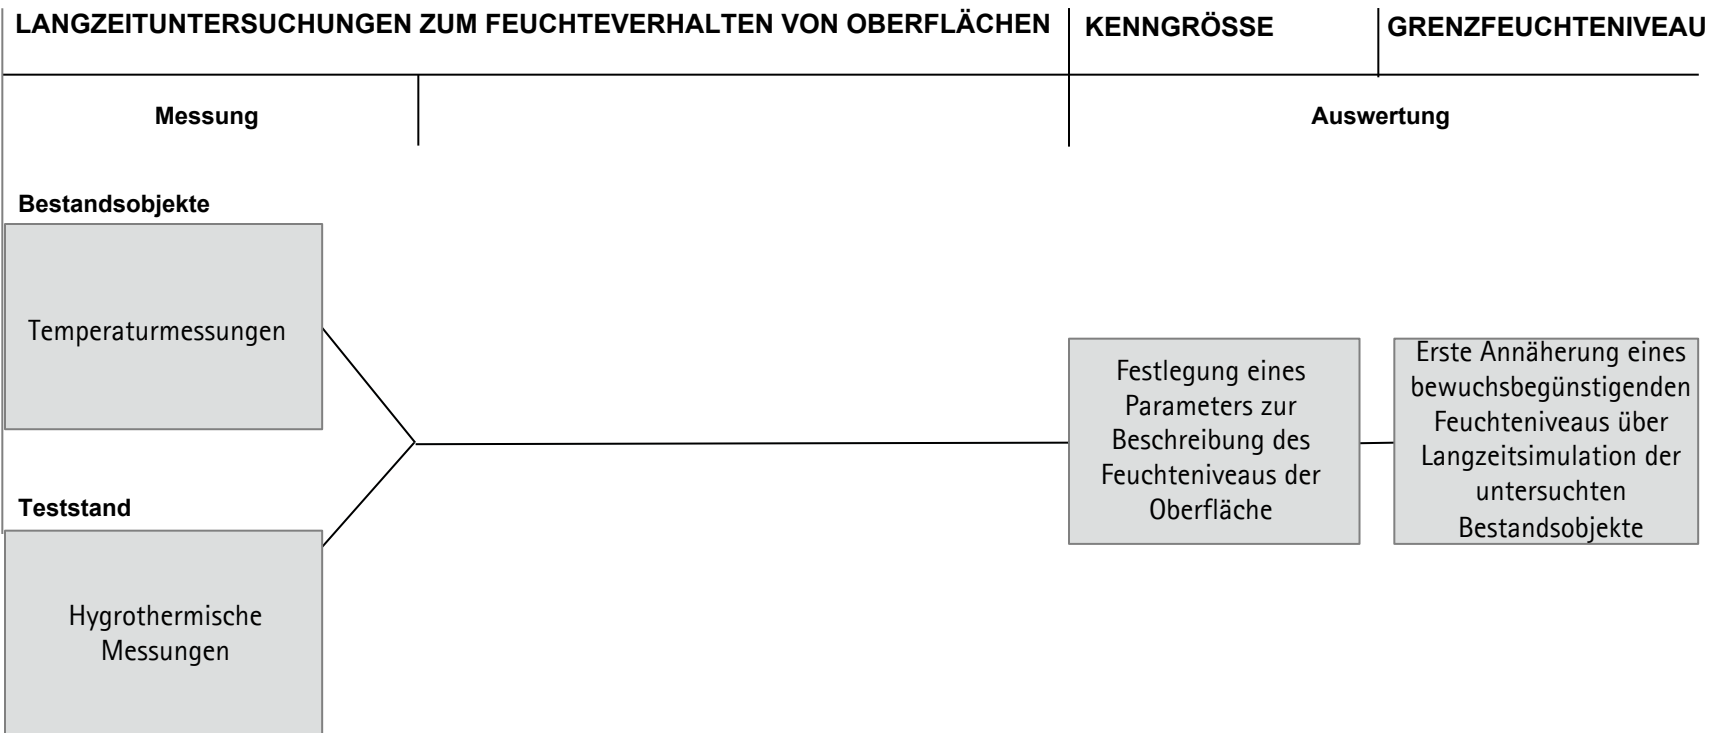 LANGZEITUNTERSUCHUNGEN ZUM FEUCHTEVERHALTEN VON OBERFLÄCHEN
KENNGRÖSSE
GRENZFEUCHTENIVEAU
Messung
Auswertung
Bestandsobjekte
Temperaturmessungen
Teststand
Hygrothermische
Messungen
Festlegung eines
Parameters zur
Beschreibung des
Feuchteniveaus der
Oberfläche
Erste Annäherung eines
bewuchsbegünstigenden
Feuchteniveaus über
Langzeitsimulation der
untersuchten
Bestandsobjekte